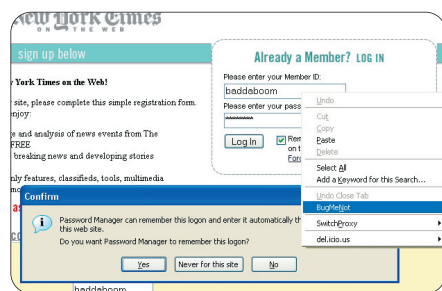 New York Times
ON THE WEB
sign up below
Already a Member? LOG IN
York Times on the Web!
site, please complete this simple registration form.
enjoy:
e and analysis of news events from The
FREE
breaking news and developing stories
nly features, classifieds, tools, multimedia
Please enter your Member ID:
baddaboom
Please enter your pass
********
Log In
Rem
on t
Forg
Undo
Cut
Copy
Paste
Delete
Select All
Add a Keyword for this Search...
Undo Close Tab
BugMeNot
SwitchProxy
del.icio.us
Confirm
Password Manager can remember this logon and enter it automatically th
this web site.
Do you want Password Manager to remember this logon?
Yes
Never for this site
No
baddaboom